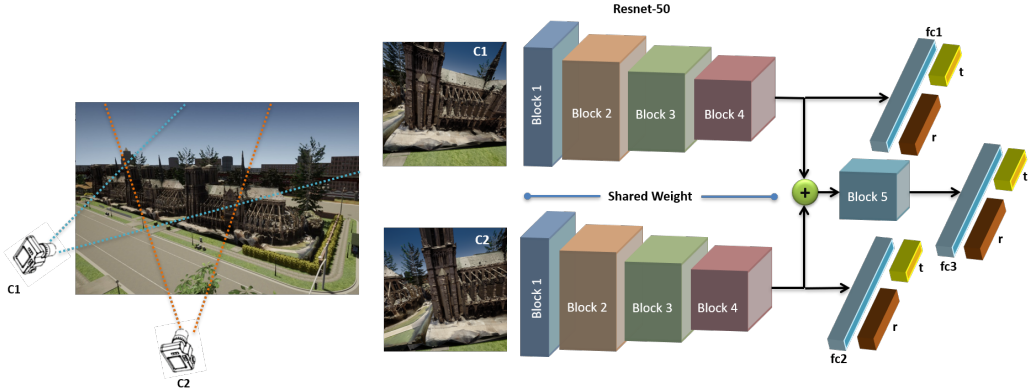 Resnet-50
C1
Block 1
Block 2
Block 3
Block 4
fc1
t
r
Shared Weight
+
Block 5
t
r
fc3
C1
C2
C2
Block 1
Block 2
Block 3
Block 4
t
r
fc2